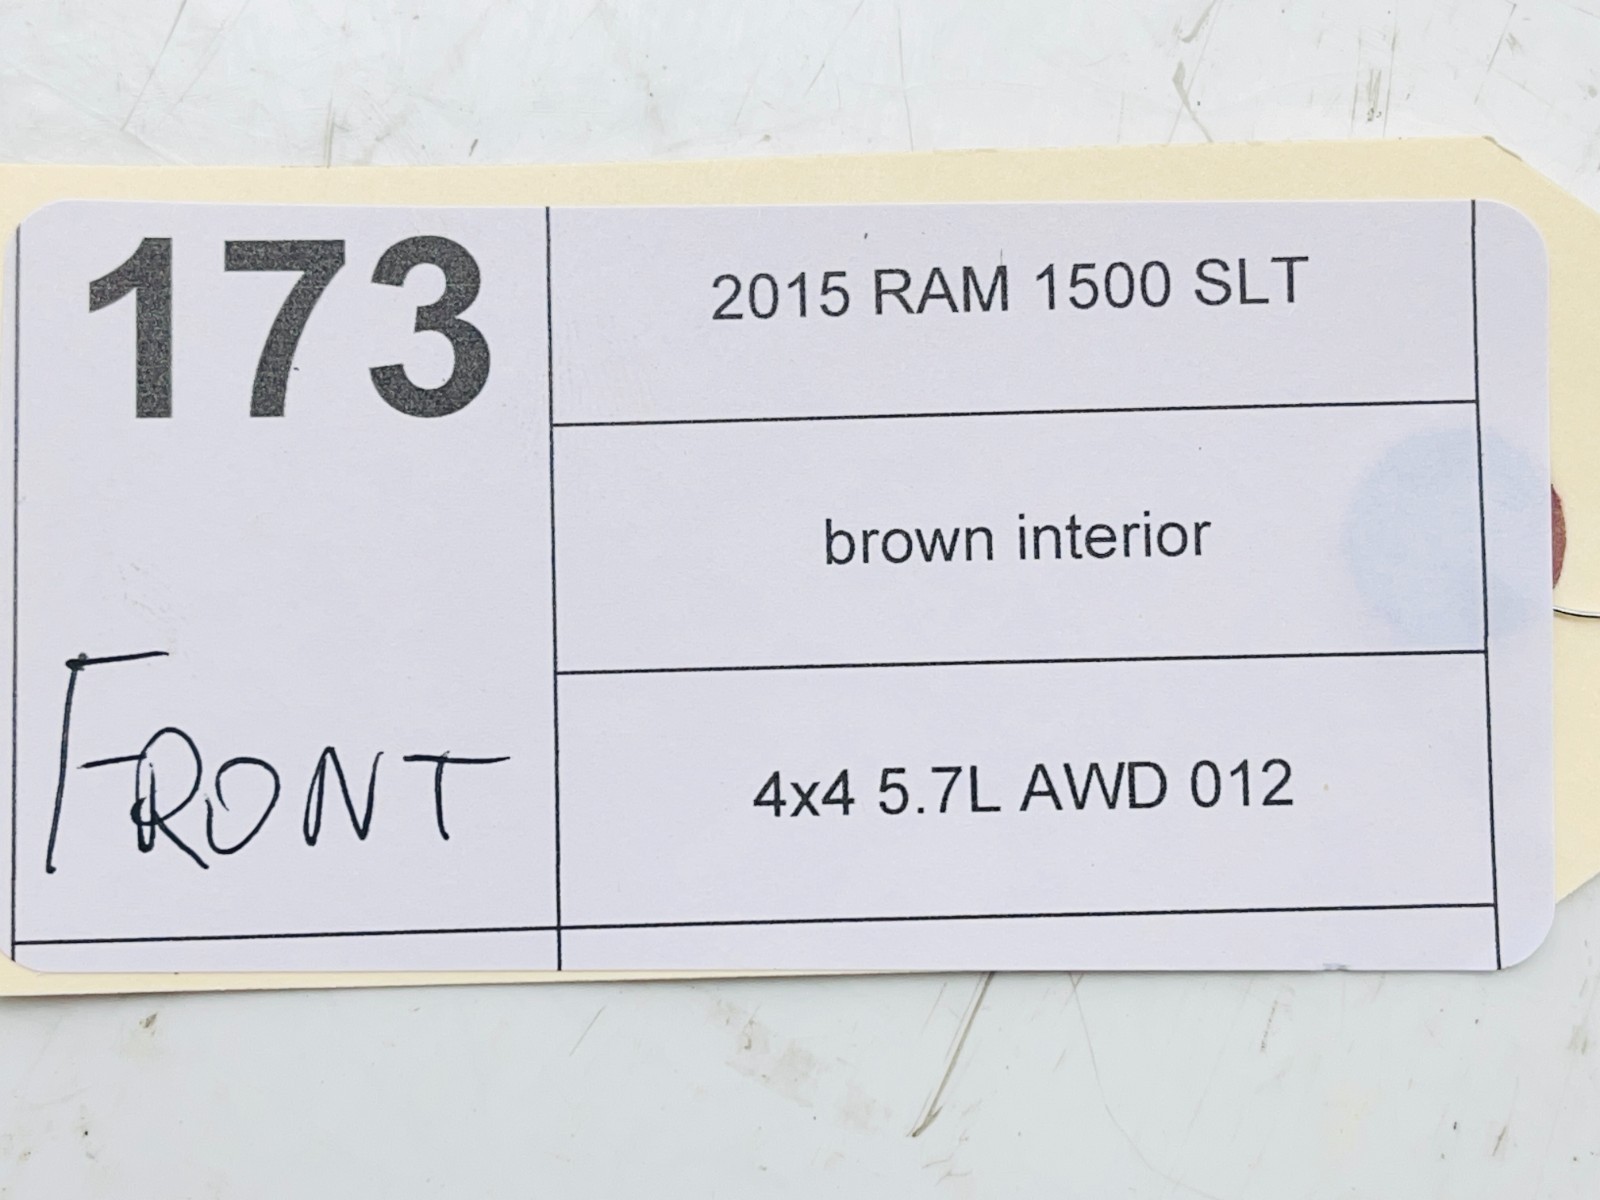 173
FRONT
2015 RAM 1500 SLT
brown interior
4x4 5.7L AWD 012